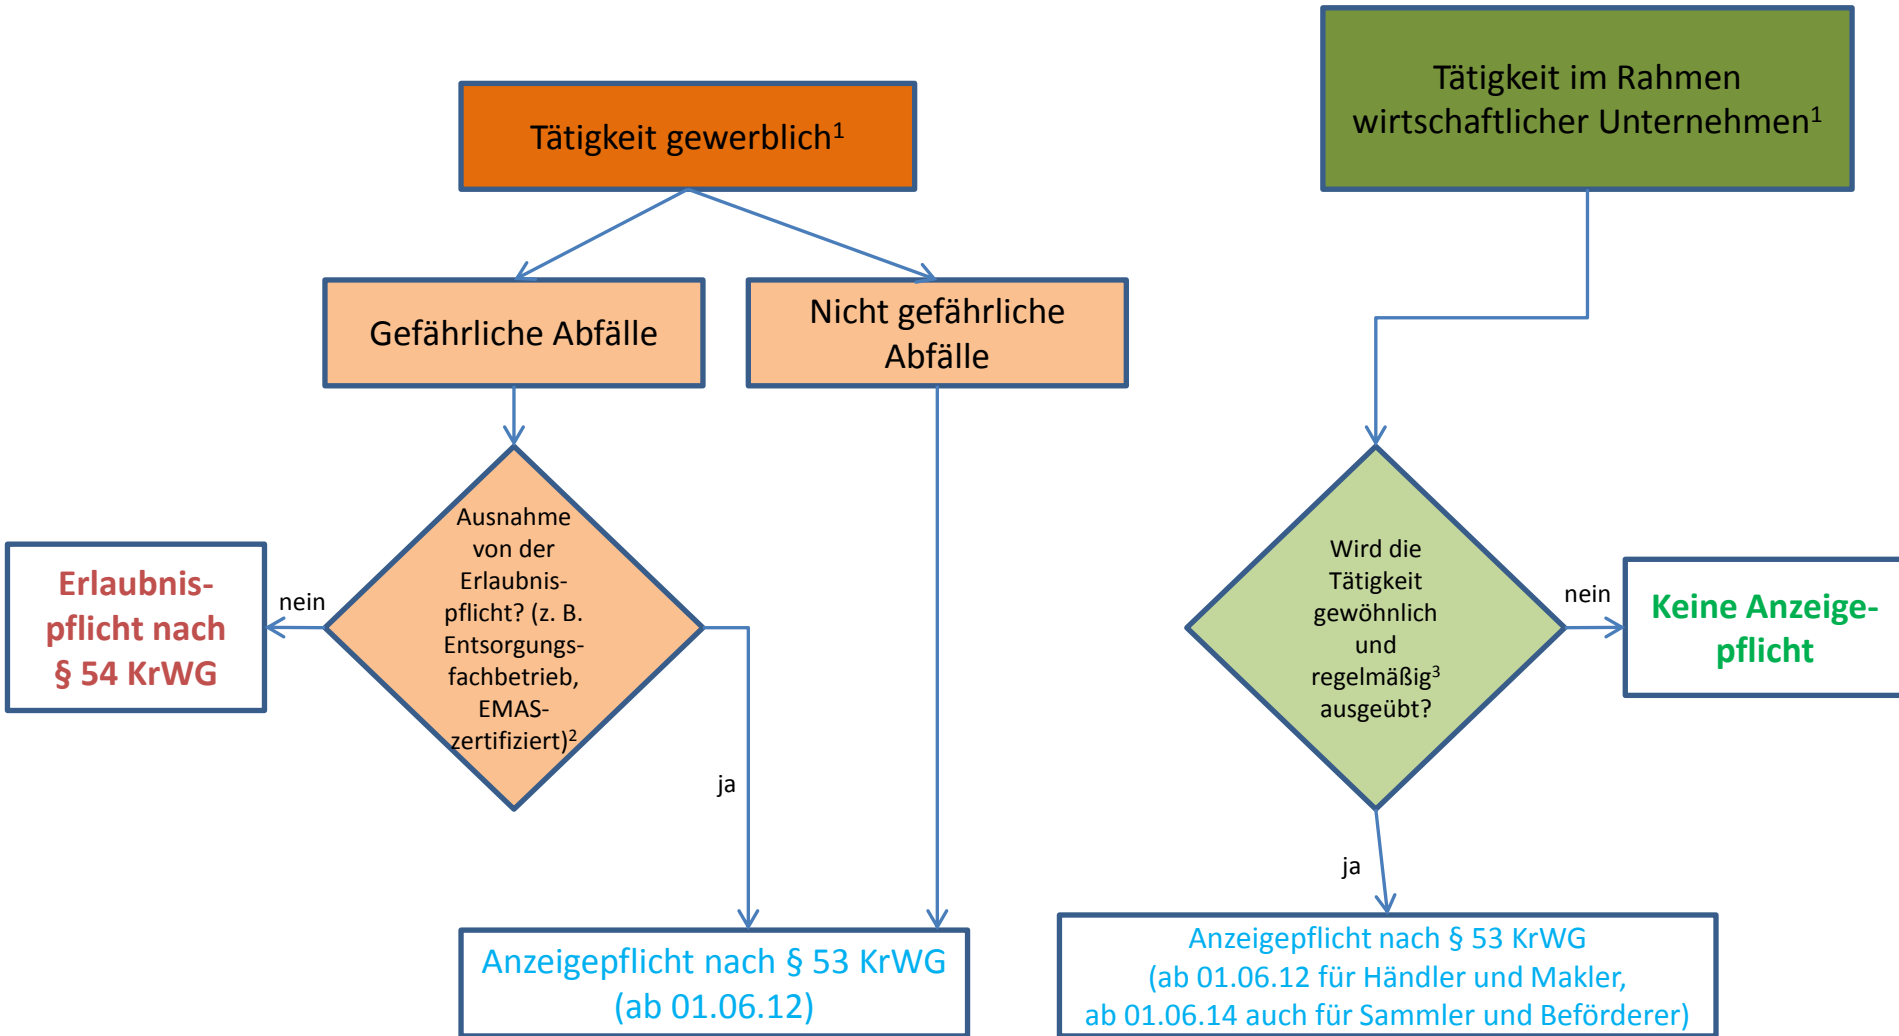 Tätigkeit gewerblich¹
Tätigkeit im Rahmen
wirtschaftlicher Unternehmen¹
Gefährliche Abfälle
Nicht gefährliche
Abfälle
Ausnahme
von der
Erlaubnis-
pflicht? (z. B.
Entsorgungs-
fachbetrieb,
EMAS-
zertifiziert)²
nein
Erlaubnis-
pflicht nach
§ 54 KrWG
ja
Anzeigepflicht nach § 53 KrWG
(ab 01.06.12)
Wird die
Tätigkeit
gewöhnlich
und
regelmäßig³
ausgeübt?
nein
Keine Anzeige-
pflicht
ja
Anzeigepflicht nach § 53 KrWG
(ab 01.06.12 für Händler und Makler,
ab 01.06.14 auch für Sammler und Beförderer)